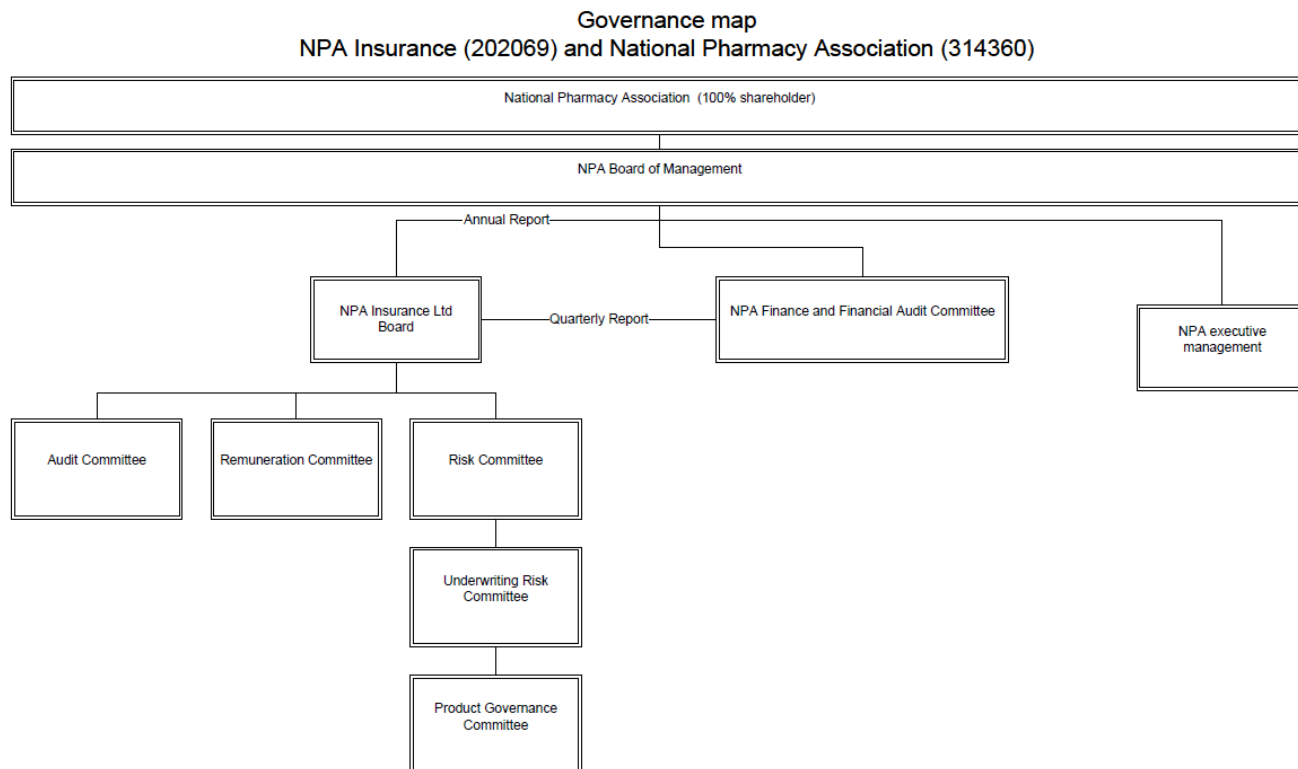 Governance map
NPA Insurance (202069) and National Pharmacy Association (314360)
National Pharmacy Association (100% shareholder)
NPA Board of Management
Annual Report
NPA Insurance Ltd
Board
Quarterly Report
NPA Finance and Financial Audit Committee
NPA executive
management
Audit Committee
Remuneration Committee
Risk Committee
Underwriting Risk
Committee
Product Governance
Committee